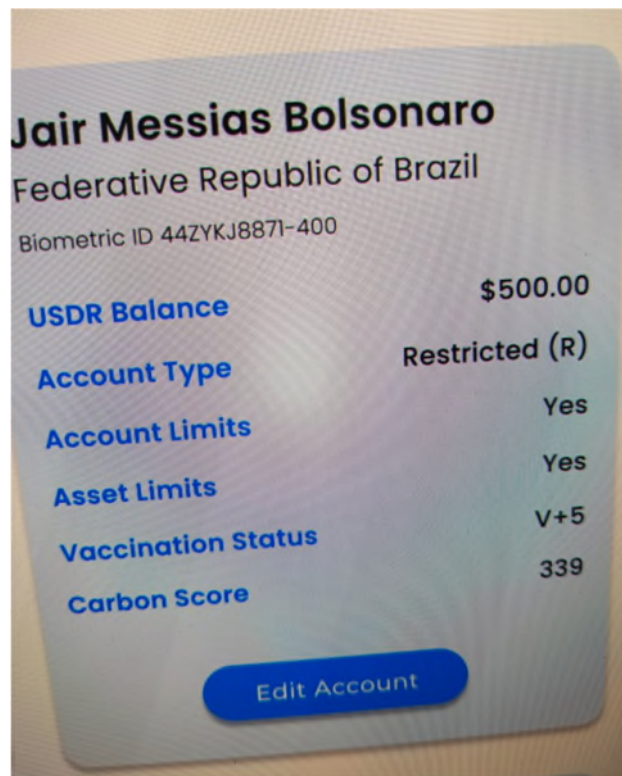 Jair Messias Bolsonaro
Federative Republic of Brazil
Biometric ID 44ZYKJ8871-400
USDR Balance $500.00
Account Type Restricted (R)
Account Limits Yes
Asset Limits Yes
Vaccination Status V+5
Carbon Score 339
Edit Account